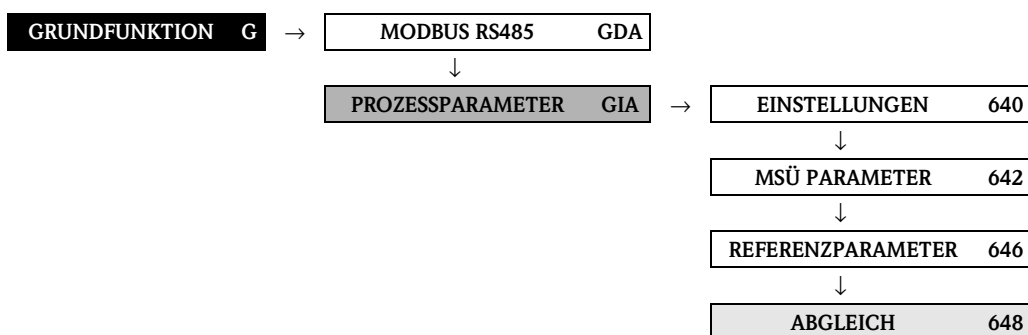 GRUNDFUNKTION G → MODBUS RS485 GDA
↓
PROZESSPARAMETER GIA → EINSTELLUNGEN 640
↓
MSÜ PARAMETER 642
↓
REFERENZPARAMETER 646
↓
ABGLEICH 648